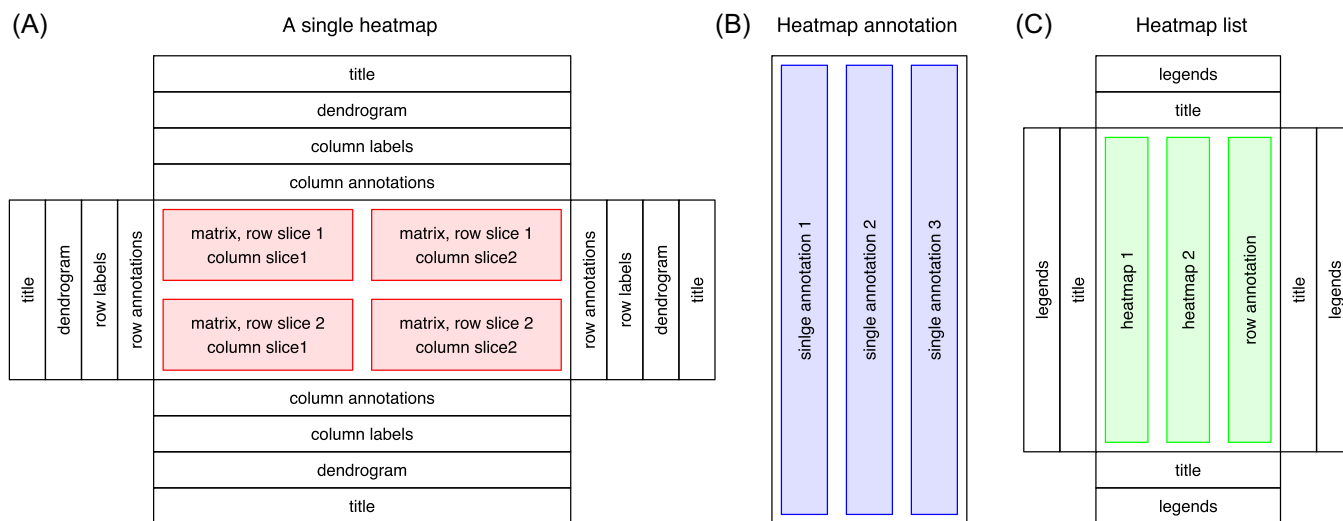 (A)
A single heatmap
title
dendrogram
column labels
column annotations
title
dendrogram
row labels
row annotations
matrix, row slice 1
column slice1
matrix, row slice 1
column slice2
matrix, row slice 2
column slice1
matrix, row slice 2
column slice2
row annotations
row labels
dendrogram
title
column annotations
column labels
dendrogram
title
(B)
Heatmap annotation
sinlge annotation 1
single annotation 2
single annotation 3
(C)
Heatmap list
legends
title
legends
title
heatmap 1
heatmap 2
row annotation
title
legends
title
legends